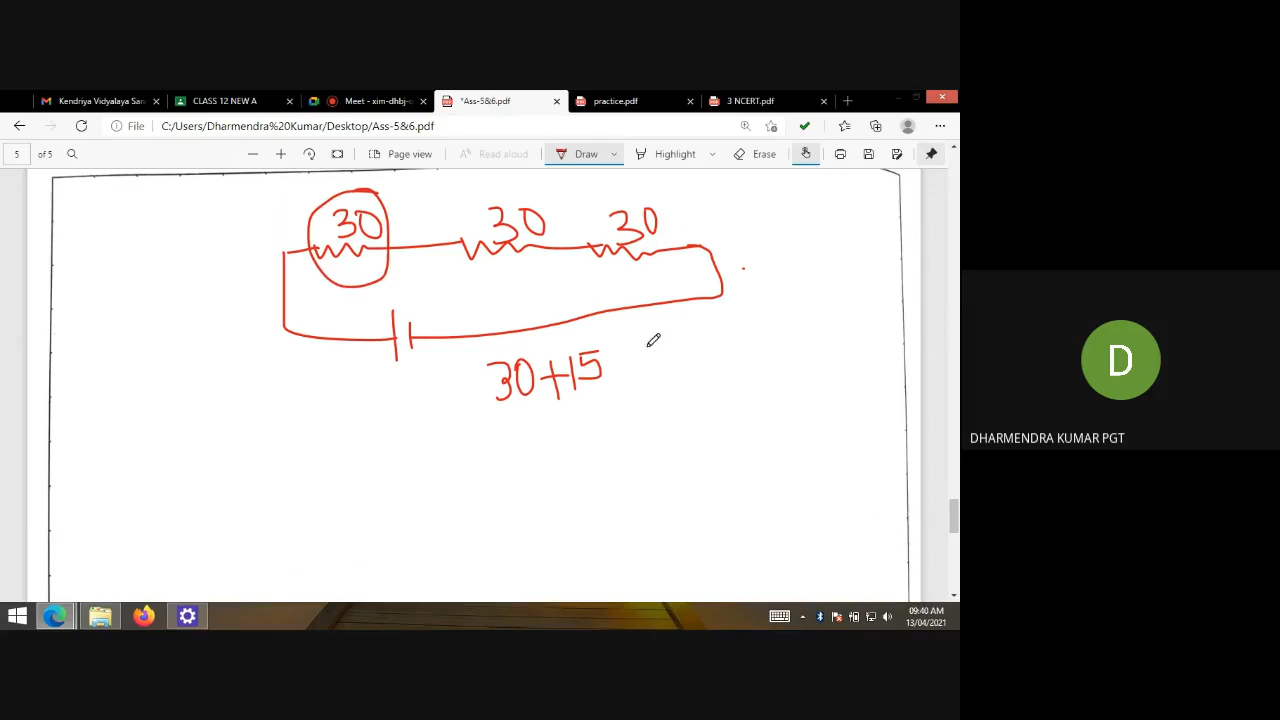 Kendriya Vidyalaya San
CLASS 12 NEW A
Meet - xim-dhbj-c
*Ass-5&6.pdf
practice.pdf
3 NCERT.pdf
File C:/Users/Dharmendra%20Kumar/Desktop/Ass-5&6.pdf
5 of 5
Page view
Read aloud
Draw
Highlight
Erase
30 30 30
30+15
D
DHARMENDRA KUMAR PGT
09:40 AM
13/04/2021